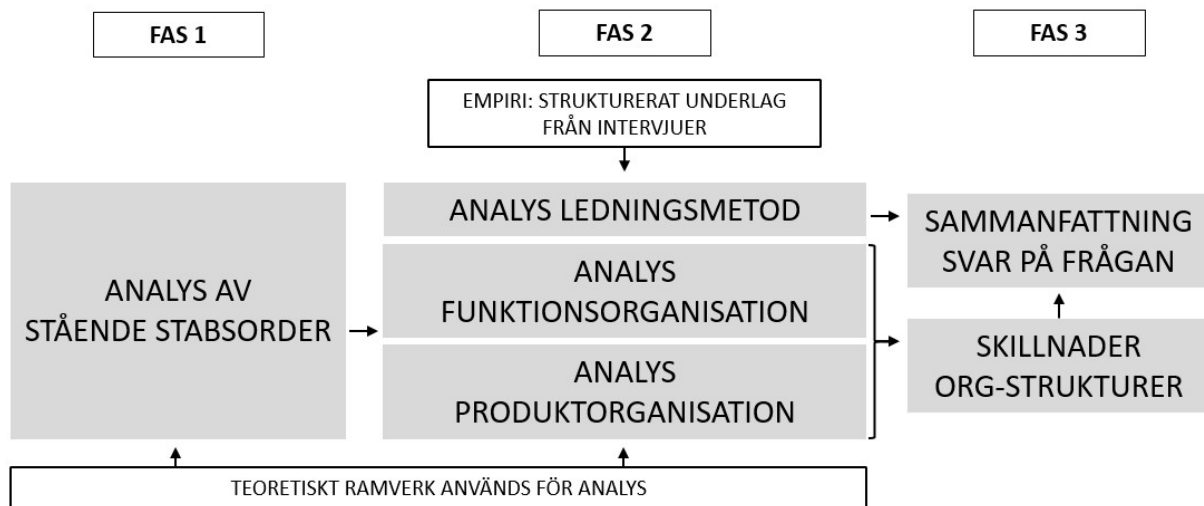 FAS 1
FAS 2
FAS 3
EMPIRI: STRUKTURERAT UNDERLAG
FRÅN INTERVJUER
ANALYS AV
STÅENDE STABSORDER
ANALYS LEDNINGSMETOD
ANALYS
FUNKTIONSORGANISATION
ANALYS
PRODUKTORGANISATION
SAMMANFATTNING
SVAR PÅ FRÅGAN
SKILLNADER
ORG-STRUKTURER
TEORETISKT RAMVERK ANVÄNDS FÖR ANALYS